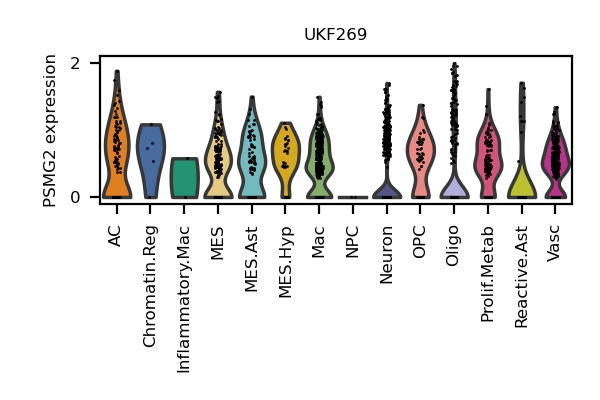 UKF269
PSMG2 expression
2
0
AC
Chromatin.Reg
Inflammatory.Mac
MES
MES.Ast
MES.Hyp
Mac
NPC
Neuron
OPC
Oligo
Prolif.Metab
Reactive.Ast
Vasc